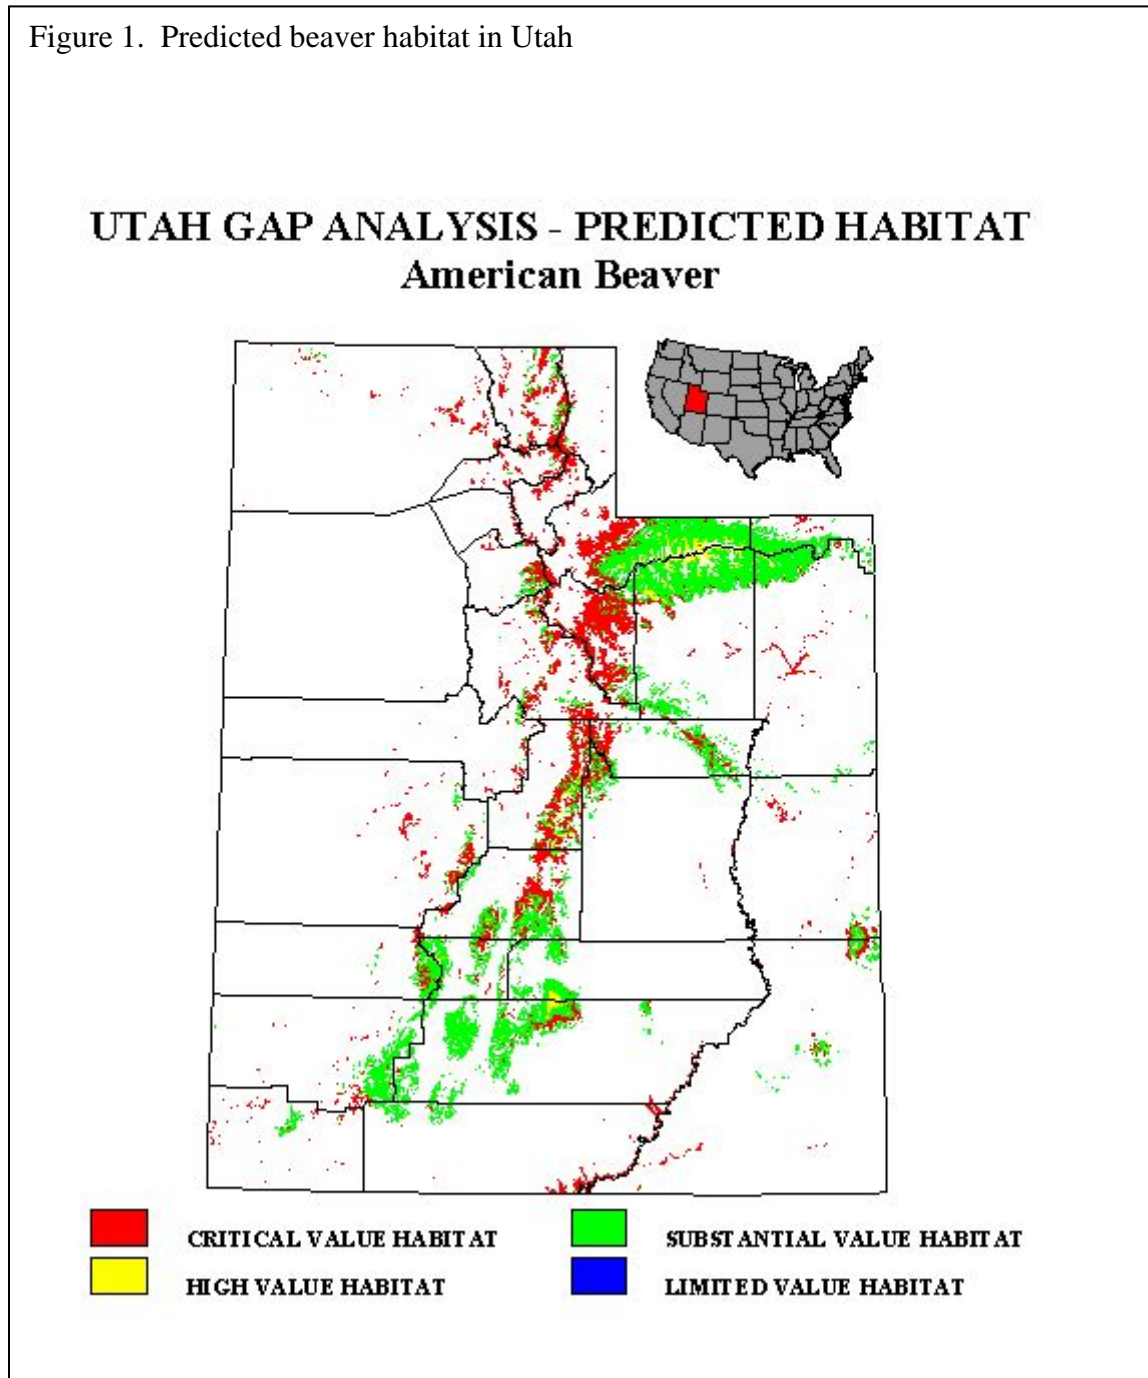 Figure 1. Predicted beaver habitat in Utah
UTAH GAP ANALYSIS - PREDICTED HABITAT
American Beaver
CRITICAL VALUE HABITAT
SUBSTANTIAL VALUE HABITAT
HIGH VALUE HABITAT
LIMITED VALUE HABITAT